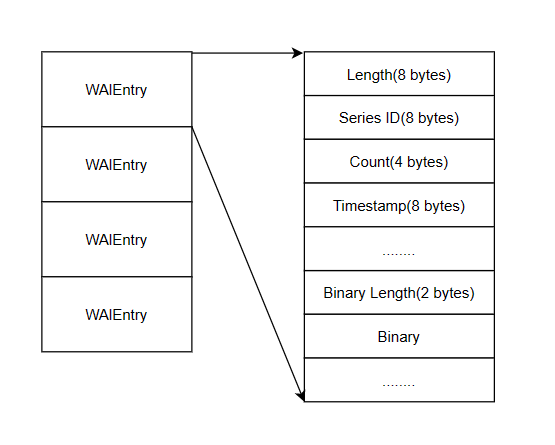 WAlEntry
WAlEntry
WAlEntry
WAlEntry
Length(8 bytes)
Series ID(8 bytes)
Count(4 bytes)
Timestamp(8 bytes)
........
Binary Length(2 bytes)
Binary
........